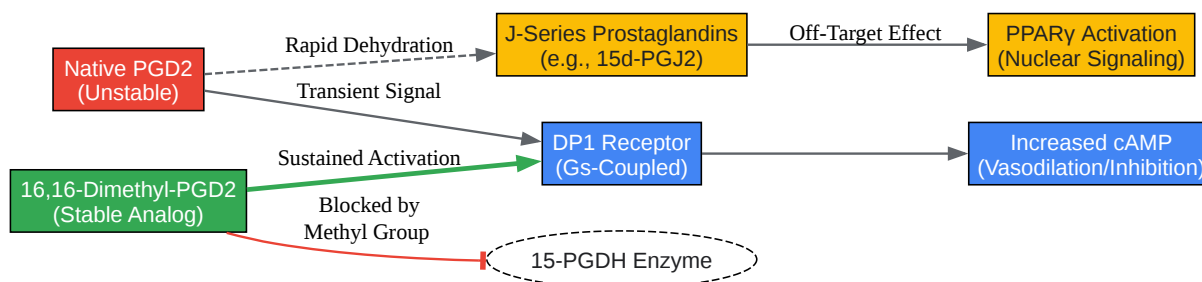 Native PGD2
(Unstable)
Rapid Dehydration
Transient Signal
J-Series Prostaglandins
(e.g., 15d-PGJ2)
Off-Target Effect
PPARγ Activation
(Nuclear Signaling)
16,16-Dimethyl-PGD2
(Stable Analog)
Sustained Activation
DP1 Receptor
(Gs-Coupled)
Increased cAMP
(Vasodilation/Inhibition)
Blocked by
Methyl Group
15-PGDH Enzyme